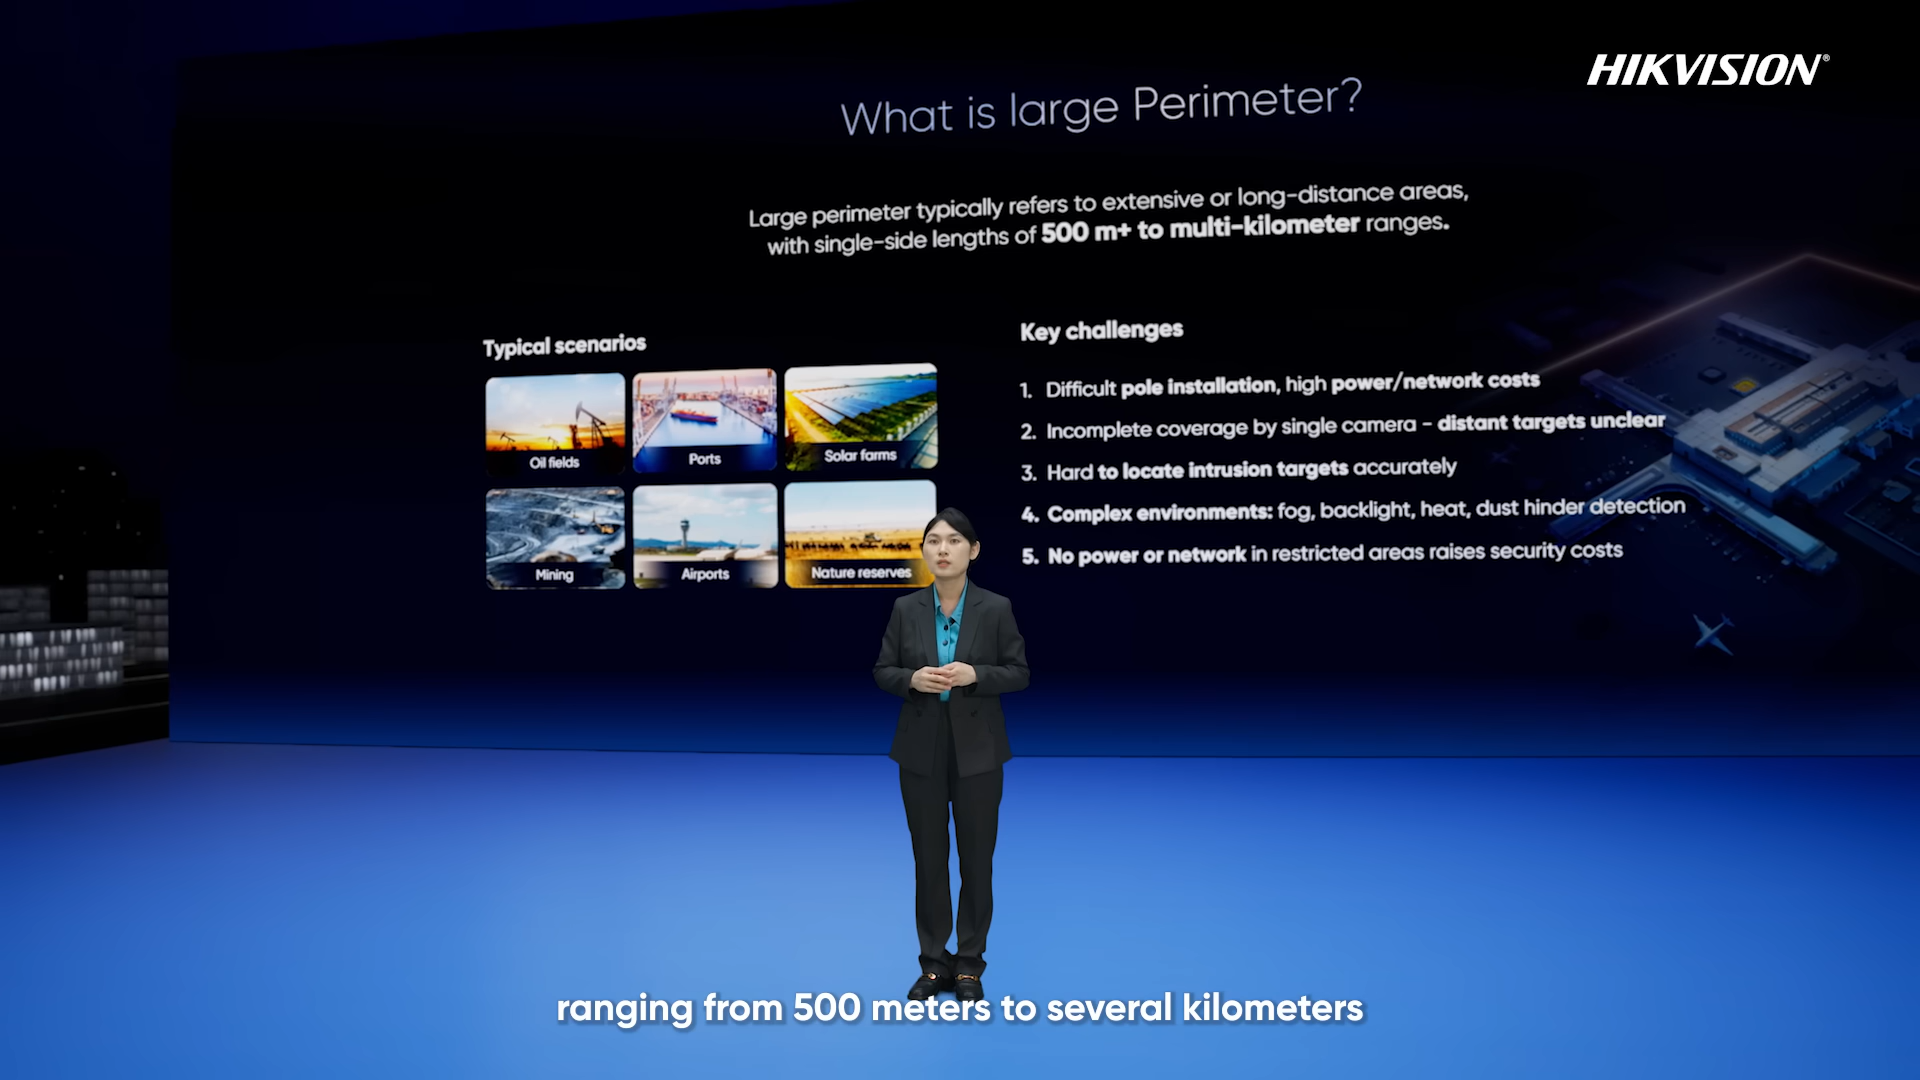 HIKVISION®
What is large Perimeter?
Large perimeter typically refers to extensive or long-distance areas,
with single-side lengths of 500 m+ to multi-kilometer ranges.
Typical scenarios
Oil fields
Ports
Solar farms
Mining
Airports
Nature reserves
Key challenges
1. Difficult pole installation, high power/network costs
2. Incomplete coverage by single camera - distant targets unclear
3. Hard to locate intrusion targets accurately
4. Complex environments: fog, backlight, heat, dust hinder detection
5. No power or network in restricted areas raises security costs
ranging from 500 meters to several kilometers